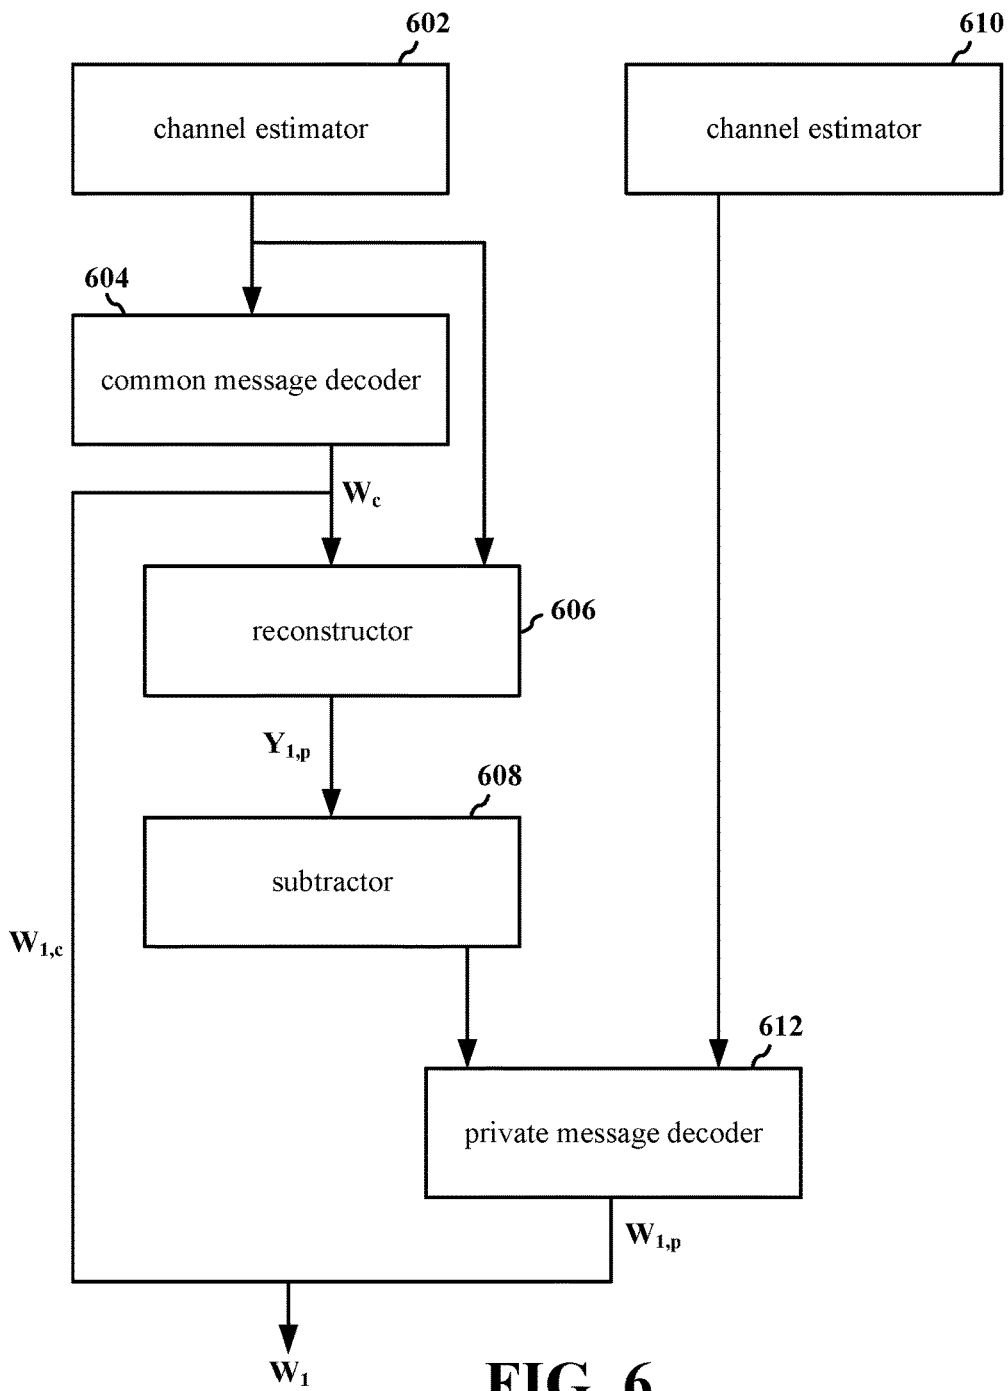 602
610
channel estimator
channel estimator
604
common message decoder
Wc
reconstructor
606
Y1,p
608
subtractor
W1,c
612
private message decoder
W1,p
W1
FIG. 6